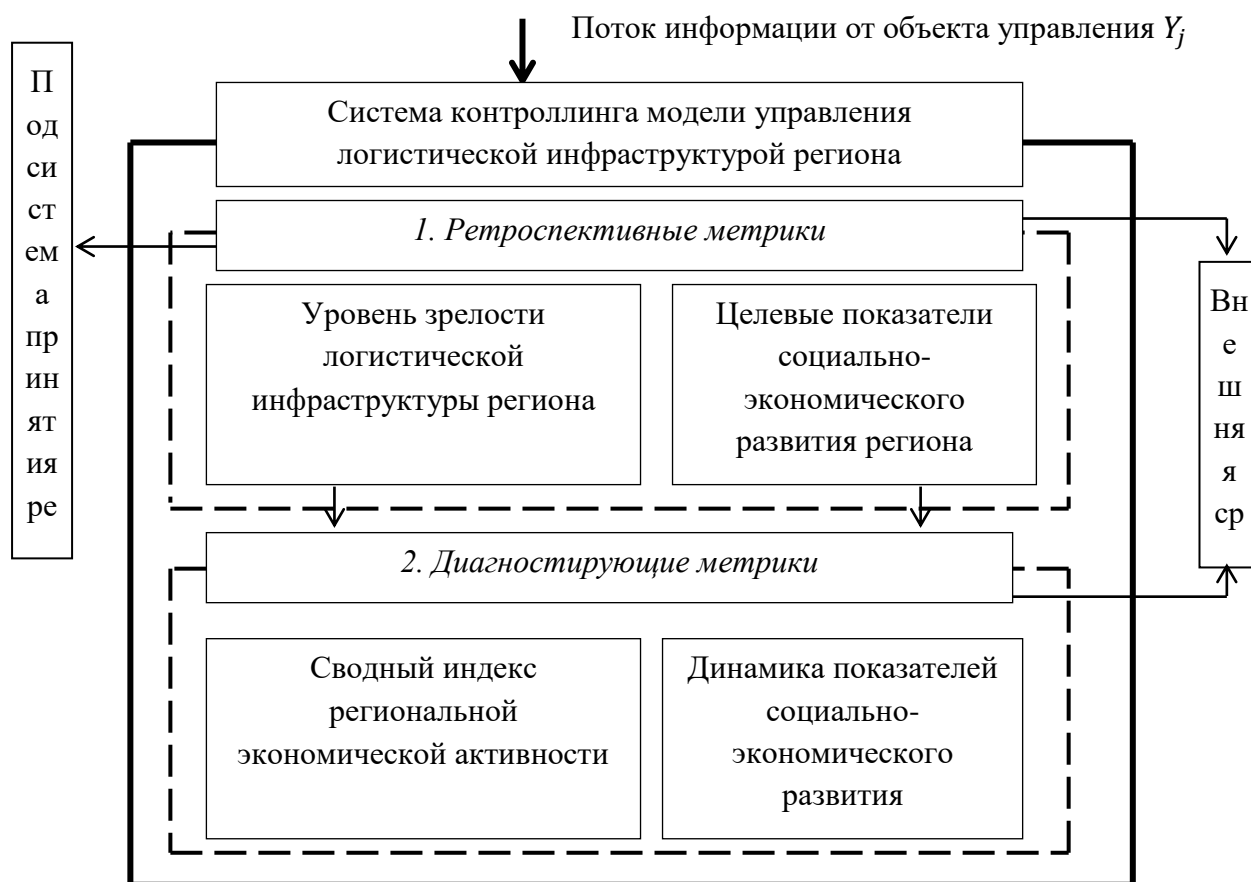 Поток информации от объекта управления Y_j
Система контроллинга модели управления
логистической инфраструктурой региона
1. Ретроспективные метрики
Уровень зрелости
логистической
инфраструктуры региона
Целевые показатели
социально-
экономического
развития региона
2. Диагностирующие метрики
Сводный индекс
региональной
экономической активности
Динамика показателей
социально-
экономического
развития
П
од
си
ст
ем
а
пр
ин
ят
ия
ре
Вн
е
ш
ня
я
ср